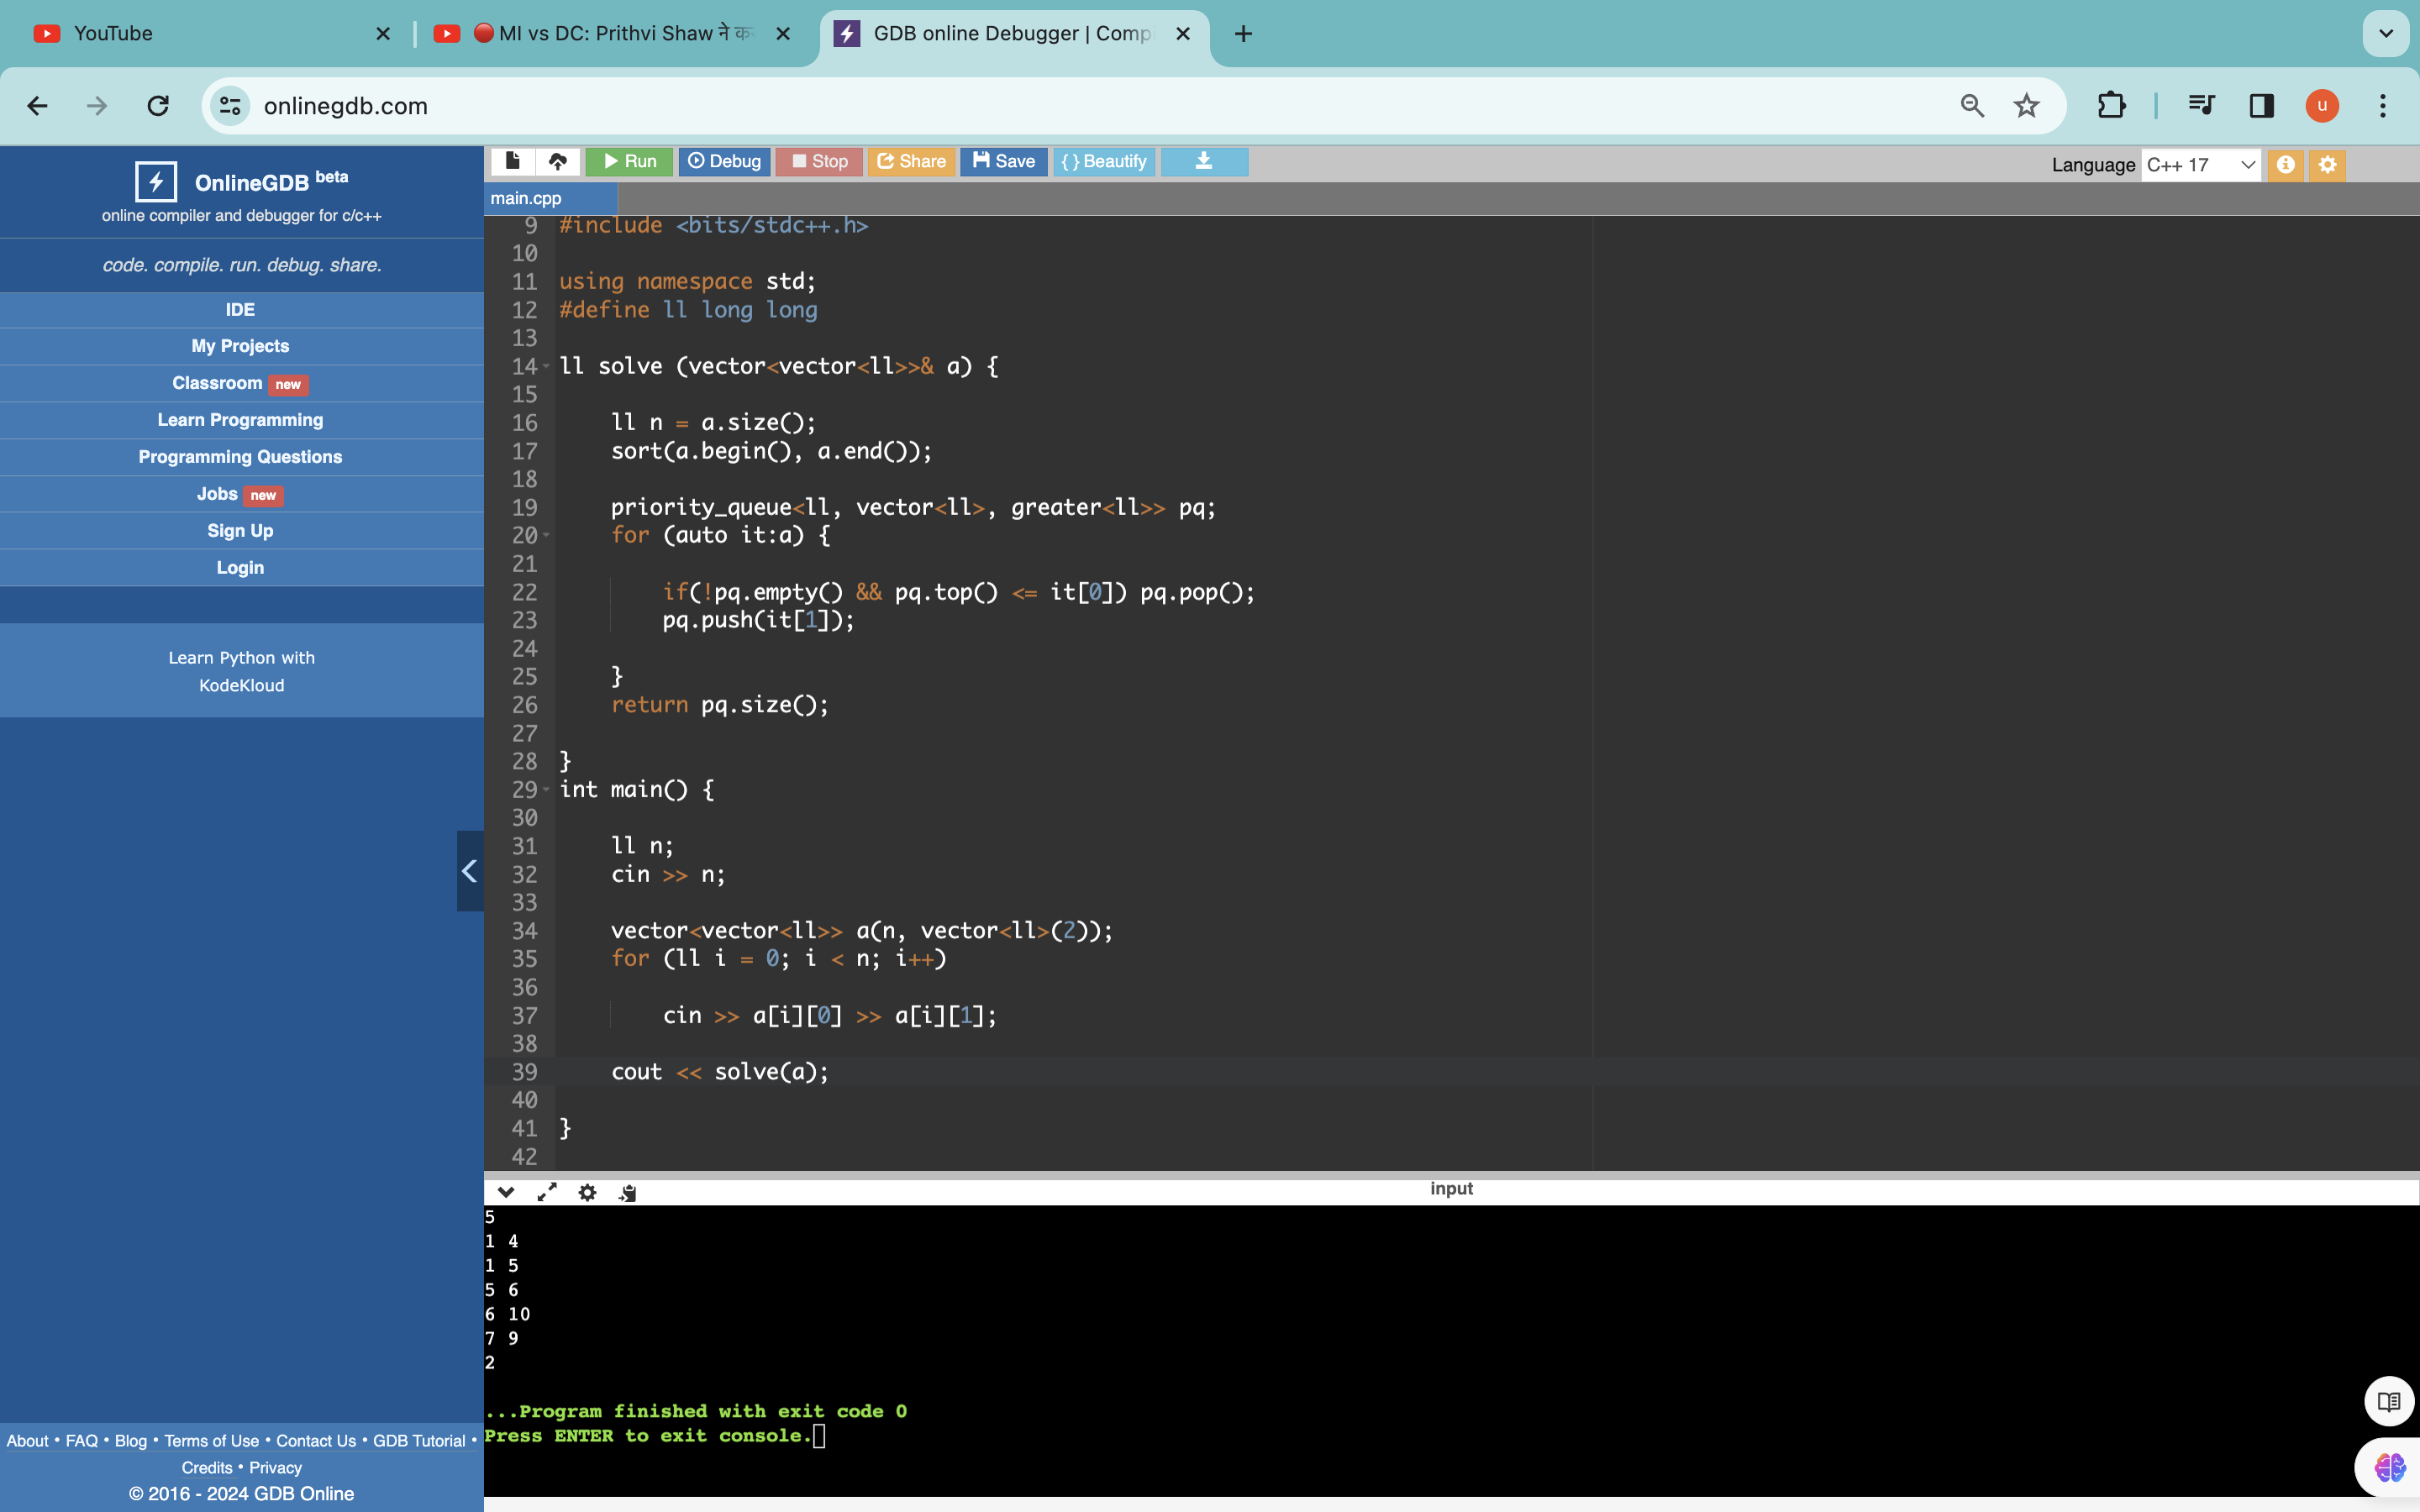 YouTube
MI vs DC: Prithvi Shaw ने
GDB online Debugger | Comp
onlinegdb.com
u
OnlineGDB beta
online compiler and debugger for c/c++
code. compile. run. debug. share.
IDE
My Projects
Classroom new
Learn Programming
Programming Questions
Jobs new
Sign Up
Login
Learn Python with
KodeKloud
About • FAQ • Blog • Terms of Use • Contact Us • GDB Tutorial •
Credits • Privacy
© 2016 - 2024 GDB Online
Run Debug Stop Share Save { } Beautify
Language C++ 17
main.cpp
9 #include <bits/stdc++.h>
10
11 using namespace std;
12 #define ll long long
13
14 ll solve (vector<vector<ll>>& a) {
15
16 ll n = a.size();
17 sort(a.begin(), a.end());
18
19 priority_queue<ll, vector<ll>, greater<ll>> pq;
20 for (auto it:a) {
21
22 if(!pq.empty() && pq.top() <= it[0]) pq.pop();
23 pq.push(it[1]);
24
25 }
26 return pq.size();
27
28 }
29 int main() {
30
31 ll n;
32 cin >> n;
33
34 vector<vector<ll>> a(n, vector<ll>(2));
35 for (ll i = 0; i < n; i++)
36
37 cin >> a[i][0] >> a[i][1];
38
39 cout << solve(a);
40
41 }
42
input
5
1 4
1 5
5 6
6 10
7 9
2
...Program finished with exit code 0
Press ENTER to exit console.